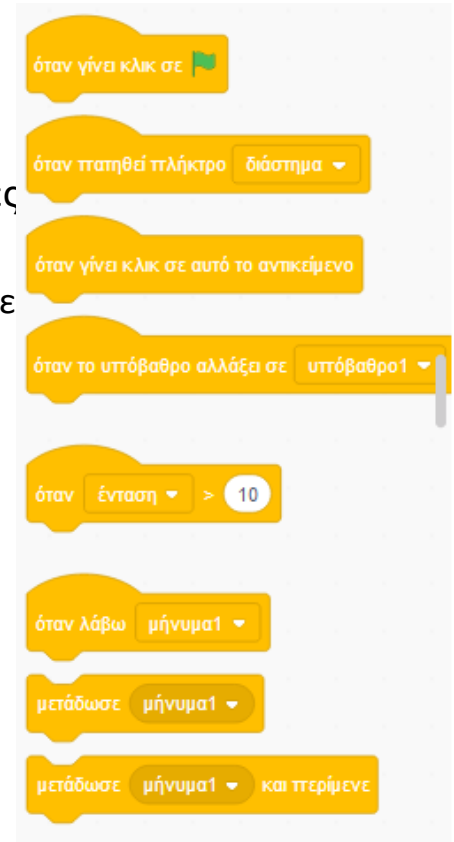 όταν γίνει κλικ σε
όταν πατηθεί πλήκτρο διάστημα
ς
όταν γίνει κλικ σε αυτό το αντικείμενο
ε
όταν το υπόβαθρο αλλάξει σε υπόβαθρο1
όταν ένταση > 10
όταν λάβω μήνυμα1
μετάδωσε μήνυμα1
μετάδωσε μήνυμα1 και περίμενε